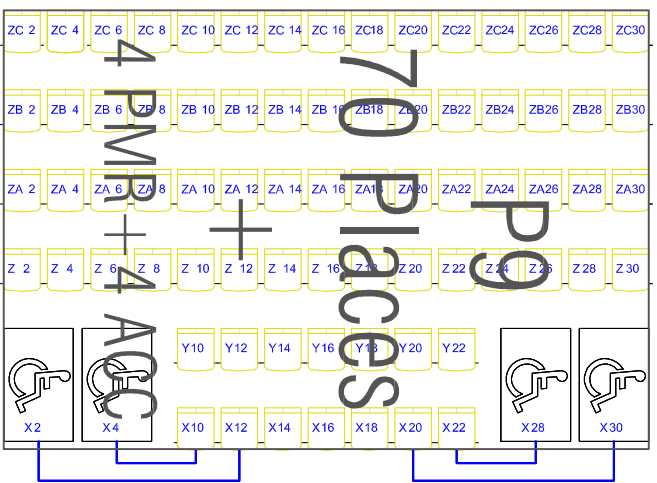 ZC 2 ZC 4 ZC 6 ZC 8 ZC 10 ZC 12 ZC 14 ZC 16 ZC18 ZC20 ZC22 ZC24 ZC26 ZC28 ZC30
ZB 2 ZB 4 ZB 6 ZB 8 ZB 10 ZB 12 ZB 14 ZB 16 ZB18 ZB20 ZB22 ZB24 ZB26 ZB28 ZB30
ZA 2 ZA 4 ZA 6 ZA 8 ZA 10 ZA 12 ZA 14 ZA 16 ZA18 ZA20 ZA22 ZA24 ZA26 ZA28 ZA30
Z 2 Z 4 Z 6 Z 8 Z 10 Z 12 Z 14 Z 16 Z 18 Z 20 Z 22 Z 24 Z 26 Z 28 Z 30
Y10 Y12 Y14 Y16 Y18 Y20 Y22
X2 X4 X10 X12 X14 X16 X18 X20 X22 X28 X30
P9
70 Places
+
4 PMR+4 ACC